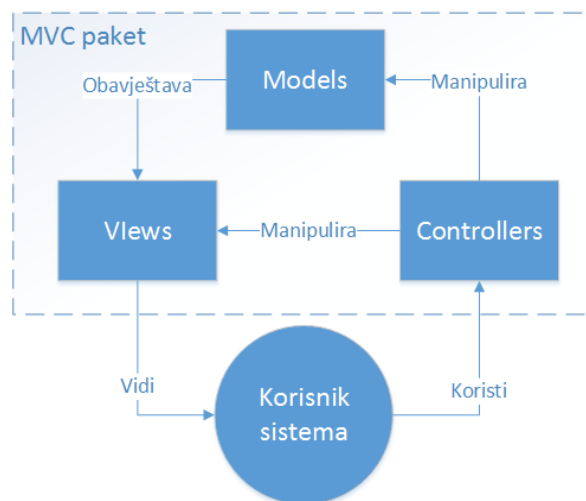 MVC paket
Models
Obavještava
Manipulira
VIews
Manipulira
Controllers
Vidi
Korisnik
sistema
Koristi